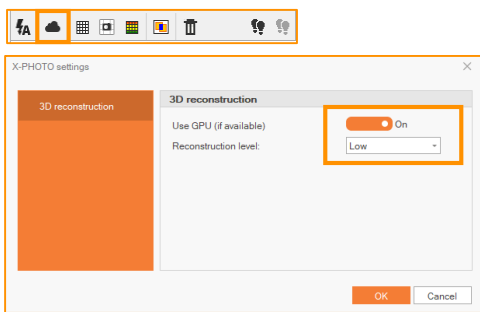 A
X-PHOTO settings
3D reconstruction
3D reconstruction
Use GPU (if available)
On
Reconstruction level:
Low
OK
Cancel